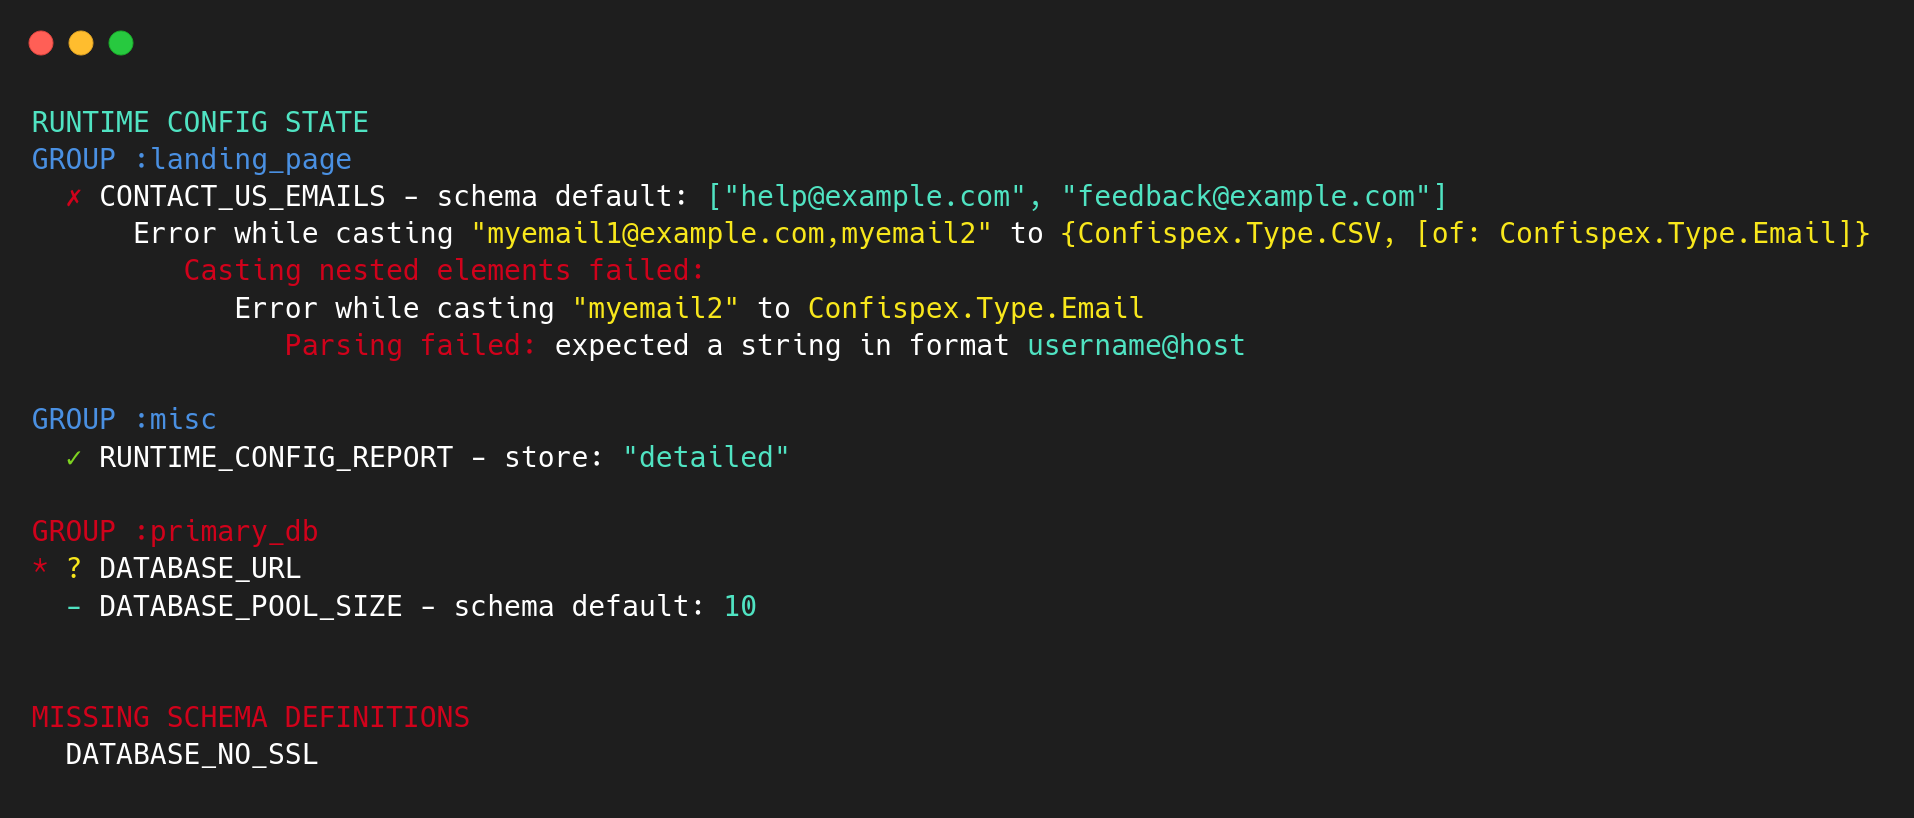 RUNTIME CONFIG STATE
GROUP :landing_page
✗ CONTACT_US_EMAILS - schema default: ["help@example.com", "feedback@example.com"]
Error while casting "myemail1@example.com,myemail2" to {Confispex.Type.CSV, [of: Confispex.Type.Email]}
Casting nested elements failed:
Error while casting "myemail2" to Confispex.Type.Email
Parsing failed: expected a string in format username@host
GROUP :misc
✓ RUNTIME_CONFIG_REPORT - store: "detailed"
GROUP :primary_db
* ? DATABASE_URL
- DATABASE_POOL_SIZE - schema default: 10
MISSING SCHEMA DEFINITIONS
DATABASE_NO_SSL